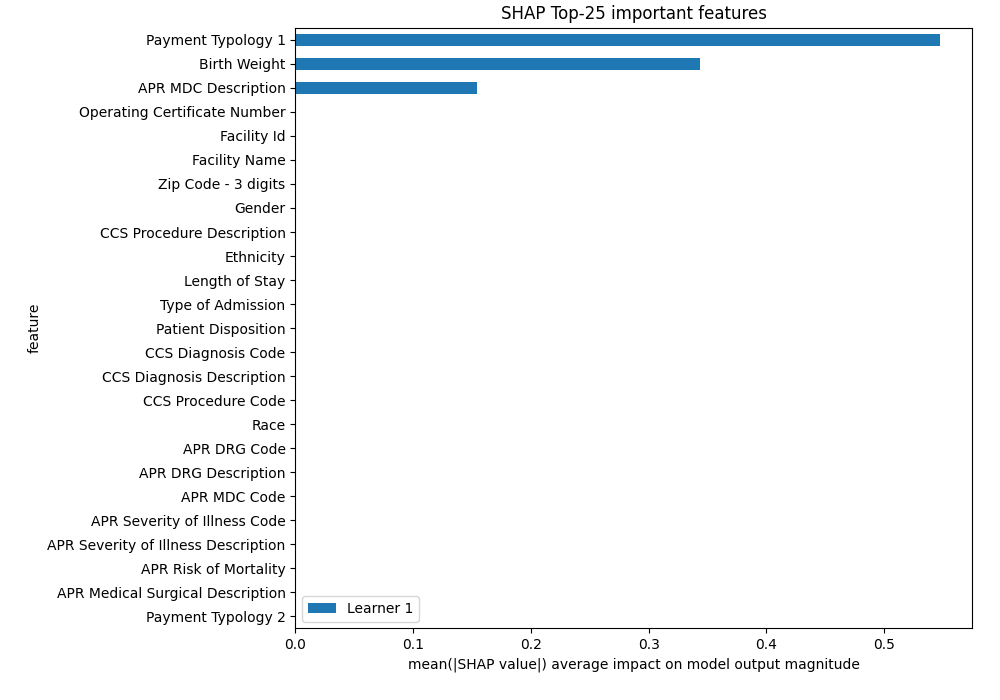 SHAP Top-25 important features
Payment Typology 1
Birth Weight
APR MDC Description
Operating Certificate Number
Facility Id
Facility Name
Zip Code - 3 digits
Gender
CCS Procedure Description
Ethnicity
Length of Stay
Type of Admission
Patient Disposition
CCS Diagnosis Code
CCS Diagnosis Description
CCS Procedure Code
Race
APR DRG Code
APR DRG Description
APR MDC Code
APR Severity of Illness Code
APR Severity of Illness Description
APR Risk of Mortality
APR Medical Surgical Description
Payment Typology 2
feature
Learner 1
0.0 0.1 0.2 0.3 0.4 0.5
mean(|SHAP value|) average impact on model output magnitude